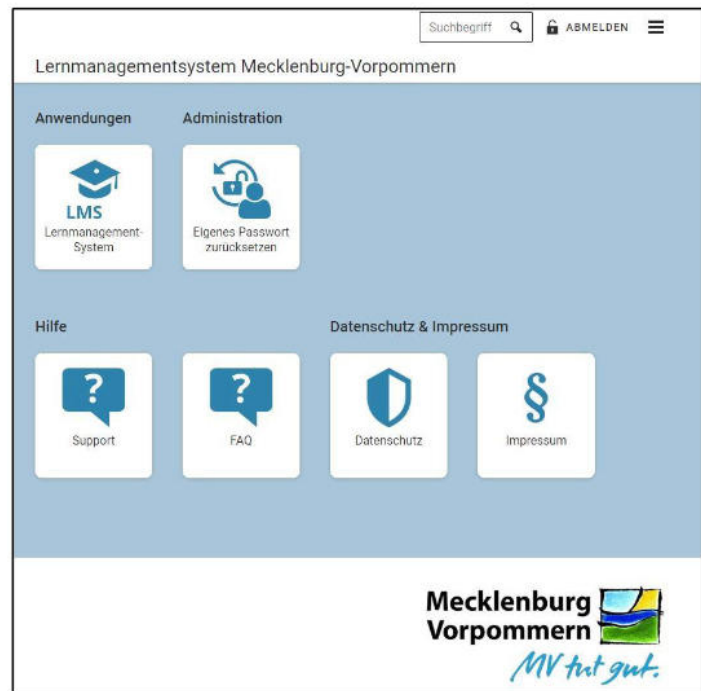 Suchbegriff ABMELDEN
Lernmanagementsystem Mecklenburg-Vorpommern
Anwendungen
Administration
LMS
Lernmanagement-
System
Eigenes Passwort
zurücksetzen
Hilfe
Datenschutz & Impressum
?
Support
?
FAQ
Datenschutz
§
Impressum
Mecklenburg
Vorpommern
MV tut gut.